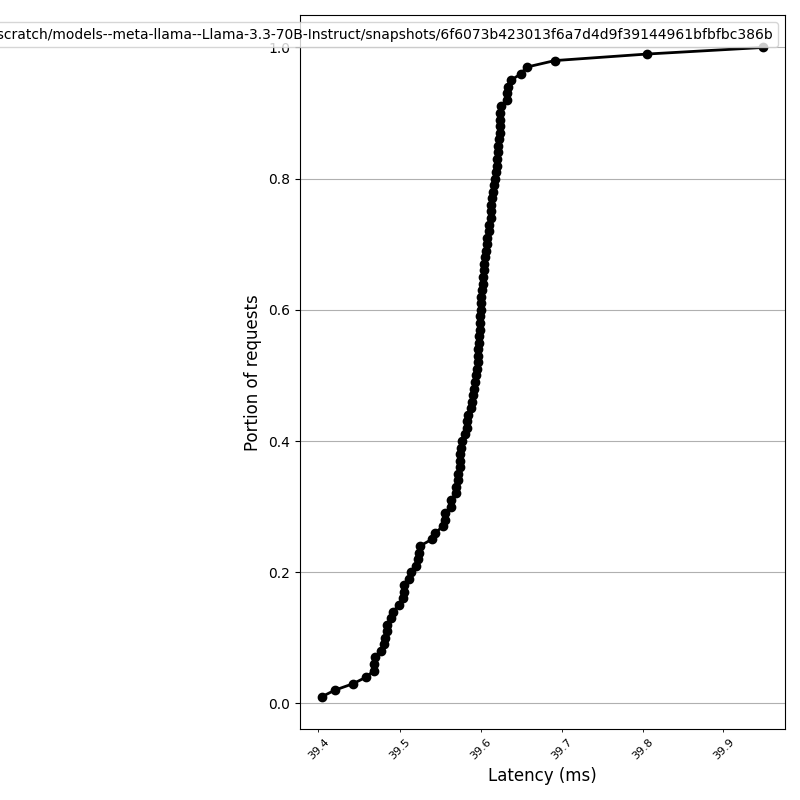 scratch/models--meta-llama--Llama-3.3-70B-Instruct/snapshots/6f6073b423013f6a7d4d9f39144961bfbfbc386b
1.0
0.8
0.6
0.4
0.2
0.0
Portion of requests
39.4 39.5 39.6 39.7 39.8 39.9
Latency (ms)